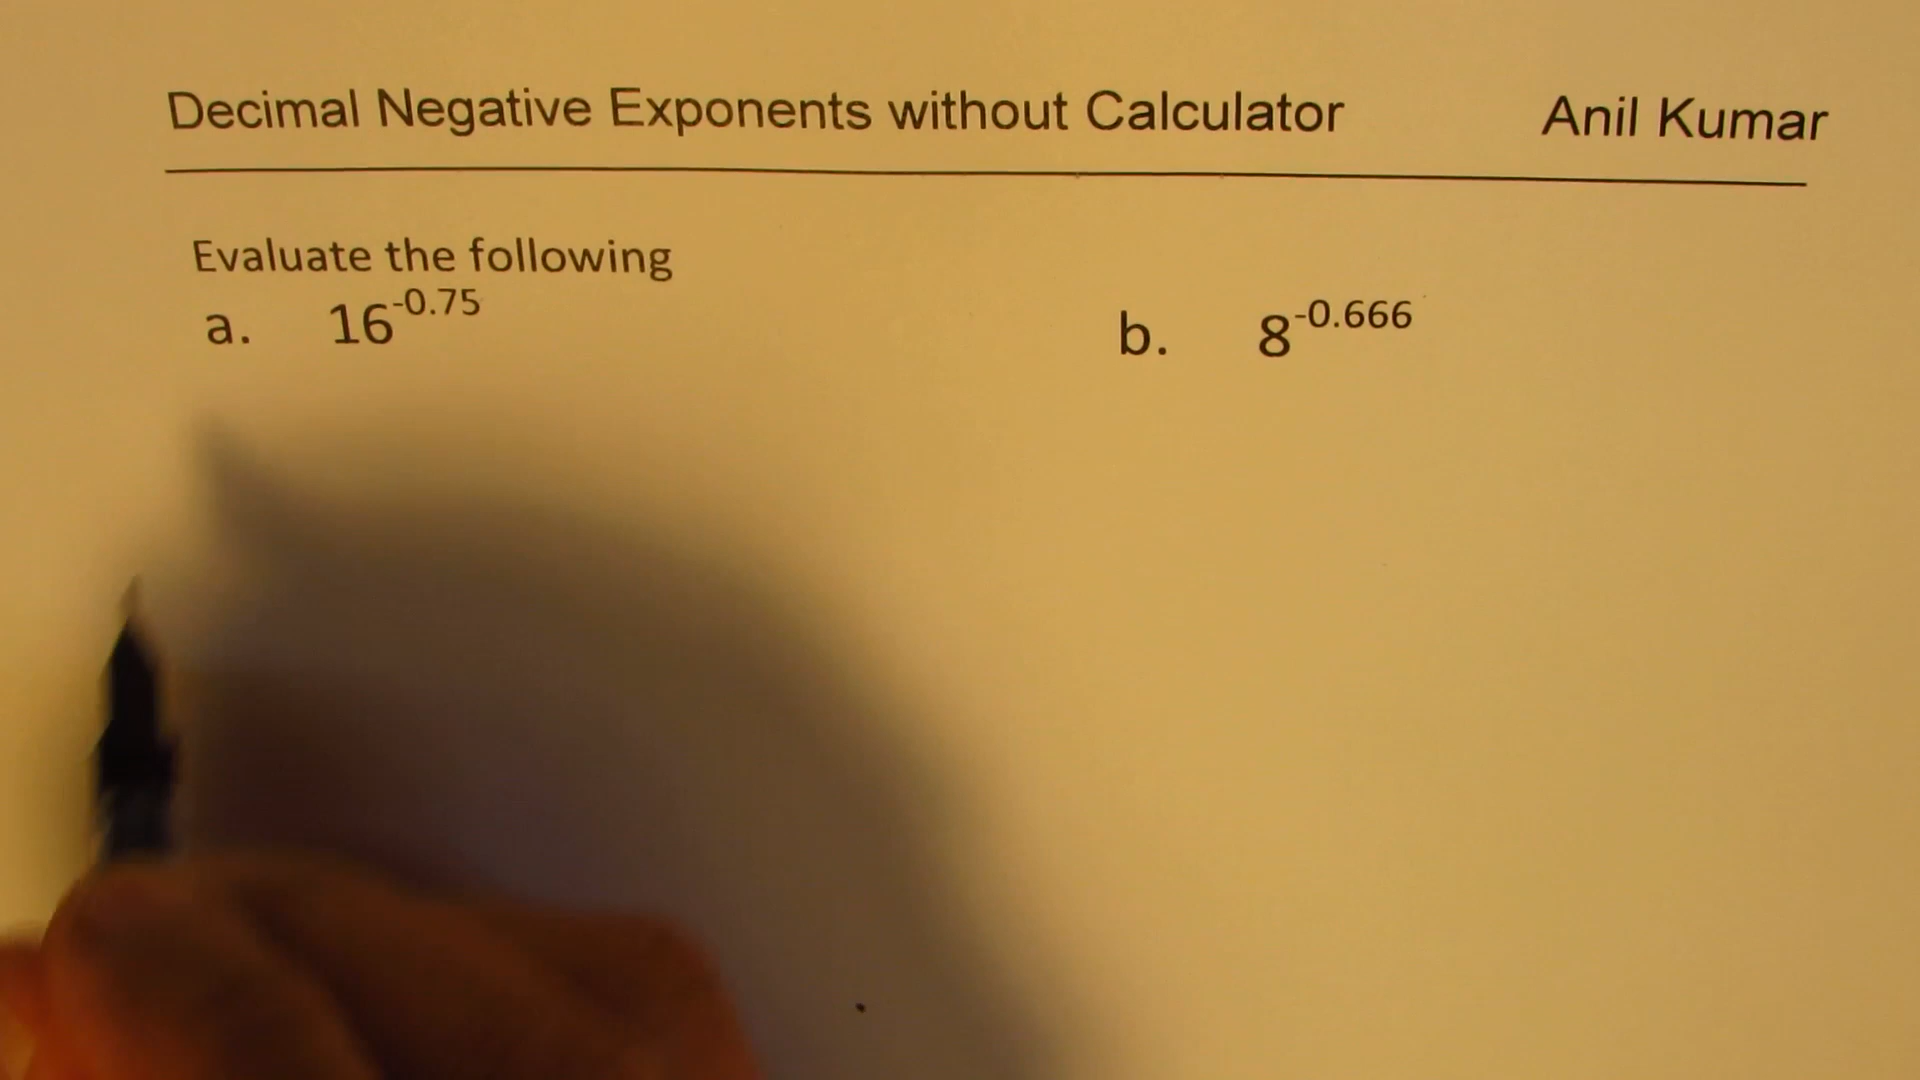 Decimal Negative Exponents without Calculator Anil Kumar
Evaluate the following
a. 16^-0.75 b. 8^-0.666